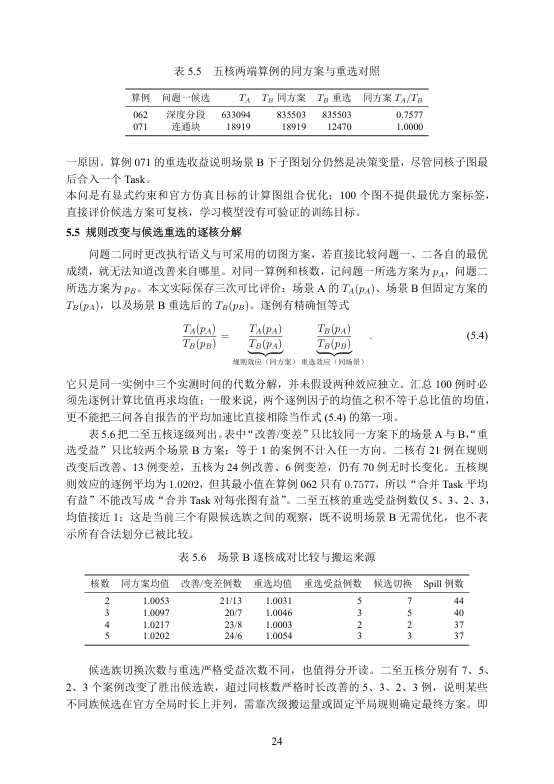 表 5.5 五核两端算例的同方案与重选对照
算例 问题一候选 T_A T_B 同方案 T_B 重选 同方案 T_A/T_B
062 深度分段 633094 835503 835503 0.7577
071 连通块 18919 18919 12470 1.0000
一原因。算例 071 的重选收益说明场景 B 下子图划分仍然是决策变量，尽管同核子图最
后合入一个 Task。
本问是有显式约束和官方仿真目标的计算图组合优化；100 个图不提供最优方案标签，
直接评价候选方案可复核，学习模型没有可验证的训练目标。
5.5 规则改变与候选重选的逐核分解
问题二同时更改执行语义与可采用的切图方案，若直接比较问题一、二各自的最优
成绩，就无法知道改善来自哪里。对同一算例和核数，记问题一所选方案为 p_A，问题二
所选方案为 p_B。本文实际保存三次可比评价：场景 A 的 T_A(p_A)、场景 B 但固定方案的
T_B(p_A)，以及场景 B 重选后的 T_B(p_B)。逐例有精确恒等式
T_A(p_A)/T_B(p_B) = T_A(p_A)/T_B(p_A) T_B(p_A)/T_B(p_B) . (5.4)
规则效应（同方案） 重选效应（同场景）
它只是同一实例中三个实测时间的代数分解，并未假设两种效应独立。汇总 100 例时必
须先逐例计算比值再求均值；一般来说，两个逐例因子的均值之积不等于总比值的均值，
更不能把三问各自报告的平均加速比直接相除当作式 (5.4) 的第一项。
表 5.6 把二至五核逐级列出。表中“改善/变差”只比较同一方案下的场景 A 与 B，“重
选受益”只比较两个场景 B 方案；等于 1 的案例不计入任一方向。二核有 21 例在规则
改变后改善、13 例变差，五核为 24 例改善、6 例变差，仍有 70 例无时长变化。五核规
则效应的逐例平均为 1.0202，但其最小值在算例 062 只有 0.7577，所以“合并 Task 平均
有益”不能改写成“合并 Task 对每张图有益”。二至五核的重选受益例数仅 5、3、2、3，
均值接近 1；这是当前三个有限候选族之间的观察，既不说明场景 B 无需优化，也不表
示所有合法划分已被比较。
表 5.6 场景 B 逐核成对比较与搬运来源
核数 同方案均值 改善/变差例数 重选均值 重选受益例数 候选切换 Spill 例数
2 1.0053 21/13 1.0031 5 7 44
3 1.0097 20/7 1.0046 3 5 40
4 1.0217 23/8 1.0003 2 2 37
5 1.0202 24/6 1.0054 3 3 37
候选族切换次数与重选严格受益次数不同，也值得分开读。二至五核分别有 7、5、
2、3 个案例改变了胜出候选族，超过同核数严格时长改善的 5、3、2、3 例，说明某些
不同族候选在官方全局时长上并列，需靠次级搬运量或固定平局规则确定最终方案。即
24